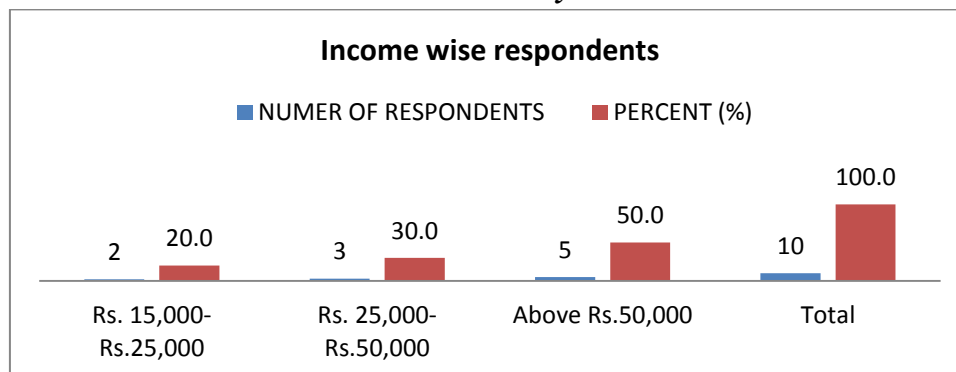 Income wise respondents
NUMER OF RESPONDENTS PERCENT (%)
2 20.0 3 30.0 5 50.0 10 100.0
Rs. 15,000- Rs. 25,000- Above Rs.50,000 Total
Rs.25,000 Rs.50,000